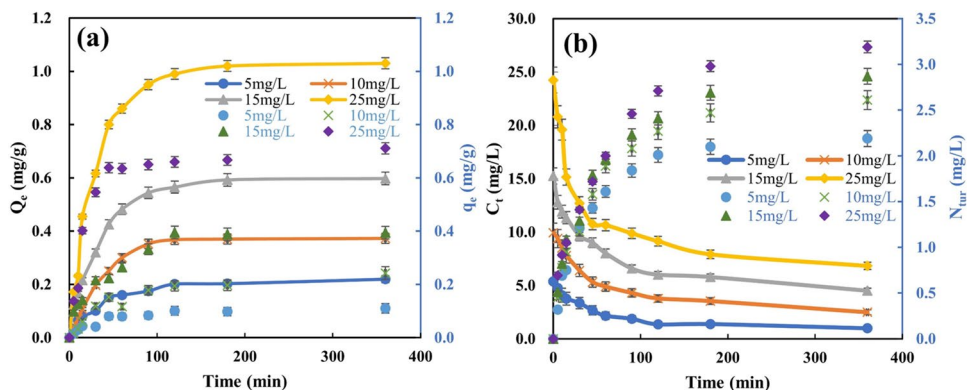 (a)
1.2
1.0
0.8
0.6
0.4
0.2
0.0
Qe (mg/g)
5mg/L 10mg/L
15mg/L 25mg/L
5mg/L 10mg/L
15mg/L 25mg/L
1.2
1.0
0.8
0.6
0.4
0.2
0.0
qe (mg/g)
0 100 200 300 400
Time (min)
(b)
30.0
25.0
20.0
15.0
10.0
5.0
0.0
Ct (mg/L)
5mg/L 10mg/L
15mg/L 25mg/L
5mg/L 10mg/L
15mg/L 25mg/L
3.5
3.0
2.5
2.0
1.5
1.0
0.5
0.0
Ntur (mg/L)
0 100 200 300 400
Time (min)